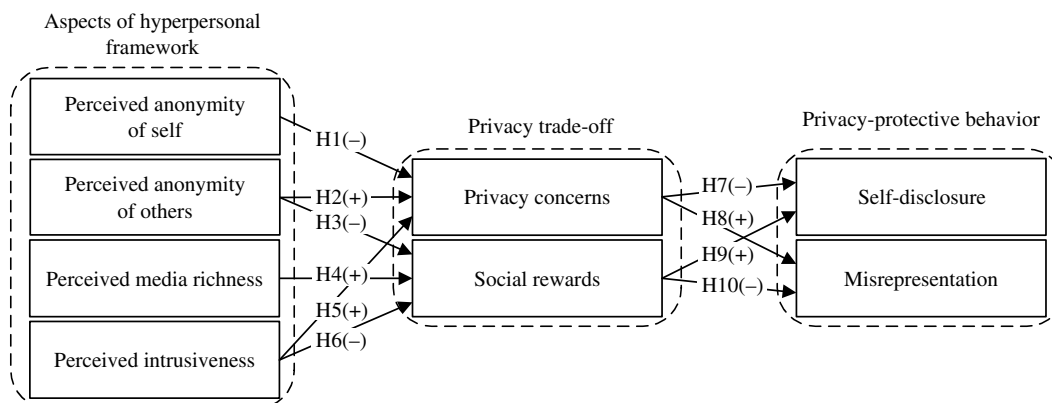 Aspects of hyperpersonal
framework
Perceived anonymity
of self
Perceived anonymity
of others
Perceived media richness
Perceived intrusiveness
H1(–)
H2(+)
H3(–)
H4(+)
H5(+)
H6(–)
Privacy trade-off
Privacy concerns
Social rewards
H7(–)
H8(+)
H9(+)
H10(–)
Privacy-protective behavior
Self-disclosure
Misrepresentation